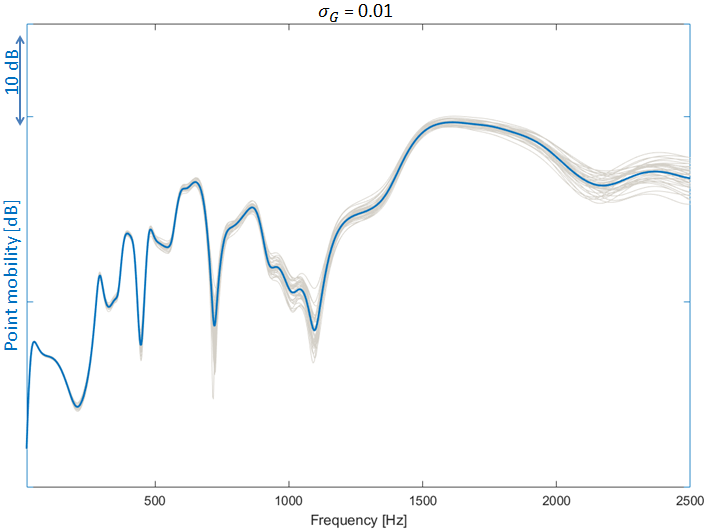 σG = 0.01
10 dB
Point mobility [dB]
500
1000
1500
2000
2500
Frequency [Hz]